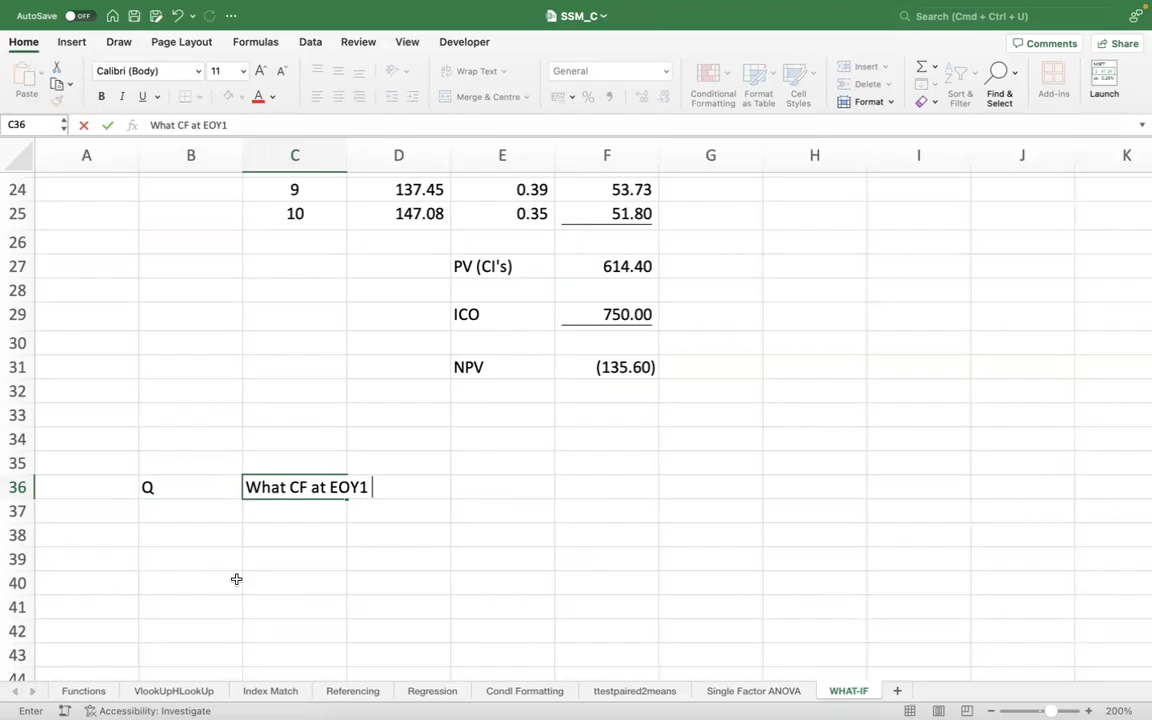 AutoSave OFF SSM_C Search (Cmd + Ctrl + U)
Home Insert Draw Page Layout Formulas Data Review View Developer Comments Share
Paste Calibri (Body) 11 A A Wrap Text General Conditional Formatting Format as Table Cell Styles Insert Delete Format Sort & Filter Find & Select Add-ins Launch
B I U A Merge & Centre % 9
C36 fx What CF at EOY1
A B C D E F G H I J K
24 9 137.45 0.39 53.73
25 10 147.08 0.35 51.80
26
27 PV (CI's) 614.40
28
29 ICO 750.00
30
31 NPV (135.60)
32
33
34
35
36 Q What CF at EOY1
37
38
39
40
41
42
43
44
Functions VlookUpHLookUp Index Match Referencing Regression Condl Formatting ttestpaired2means Single Factor ANOVA WHAT-IF
Enter Accessibility: Investigate 200%